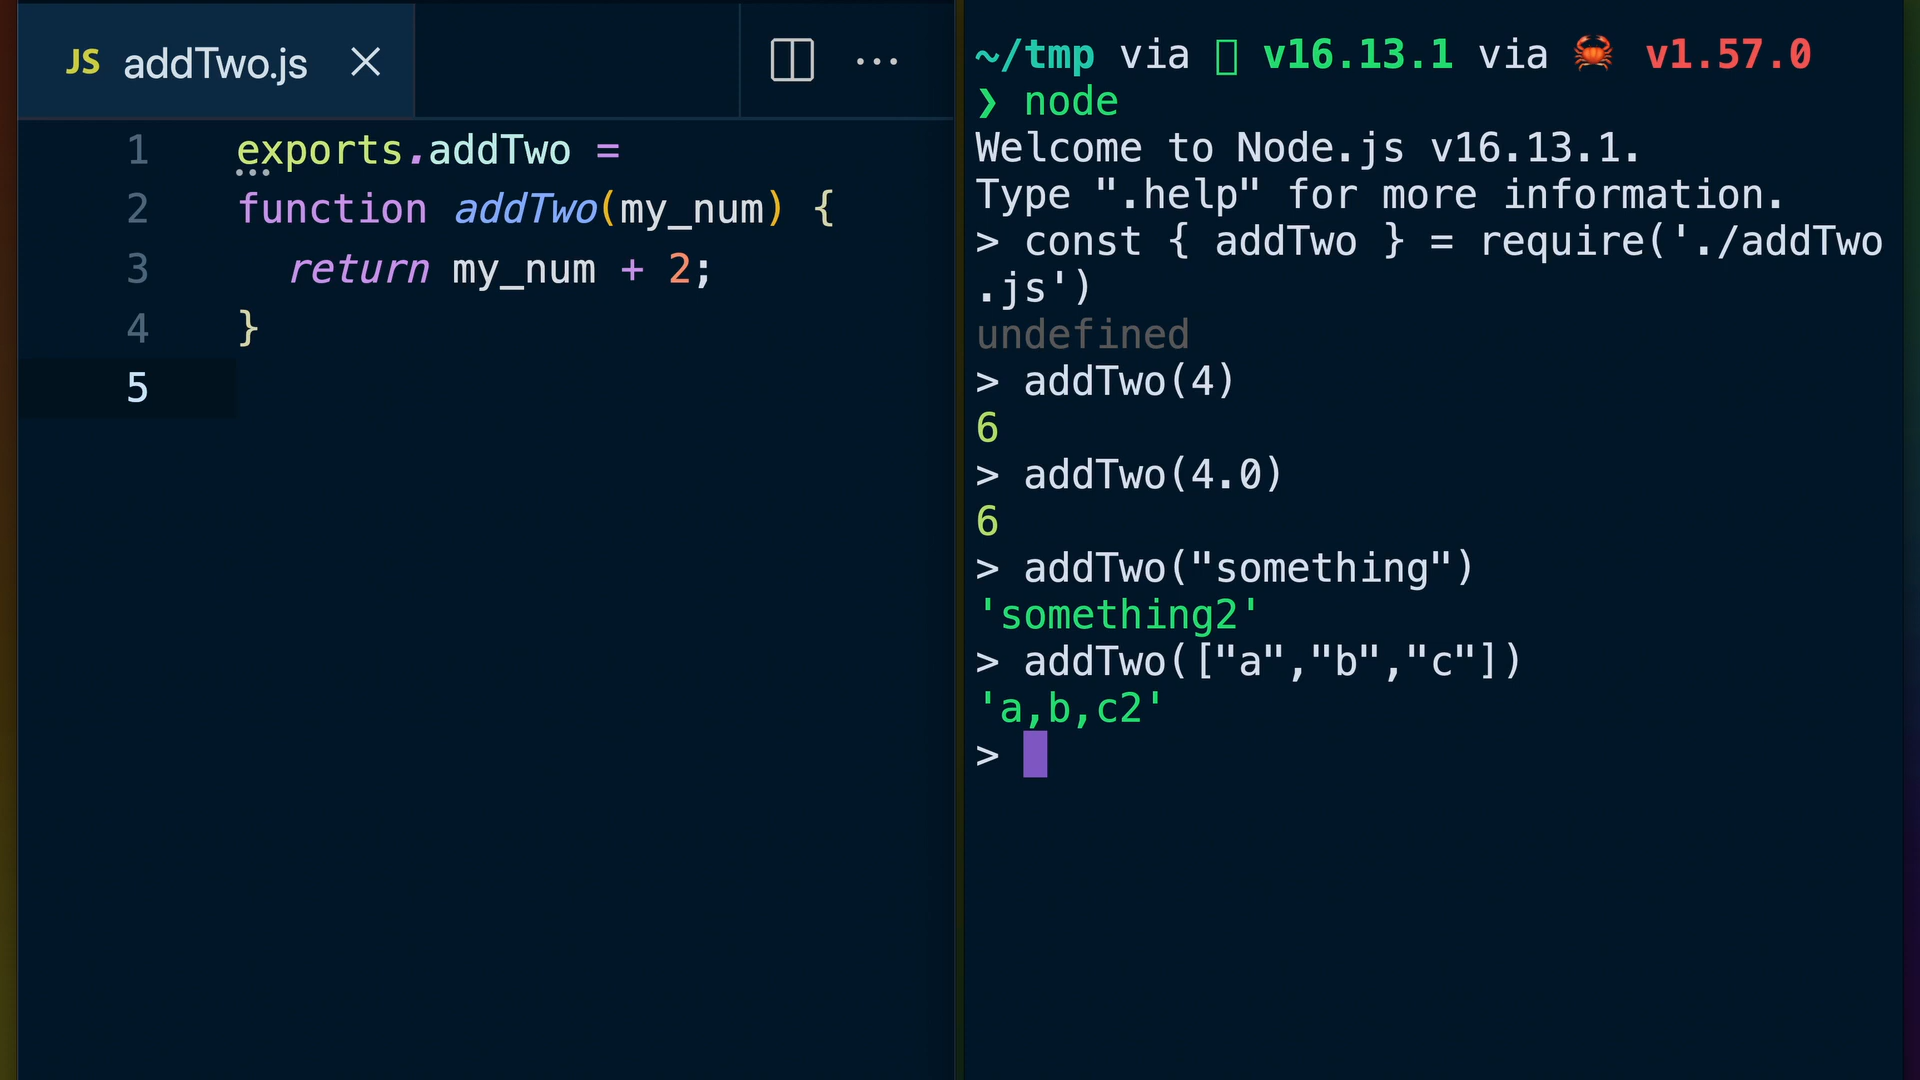 JS addTwo.js
1 exports.addTwo =
2 function addTwo(my_num) {
3 return my_num + 2;
4 }
5
~/tmp via v16.13.1 via 🦀 v1.57.0
❯ node
Welcome to Node.js v16.13.1.
Type ".help" for more information.
> const { addTwo } = require('./addTwo
.js')
undefined
> addTwo(4)
6
> addTwo(4.0)
6
> addTwo("something")
'something2'
> addTwo(["a","b","c"])
'a,b,c2'
>